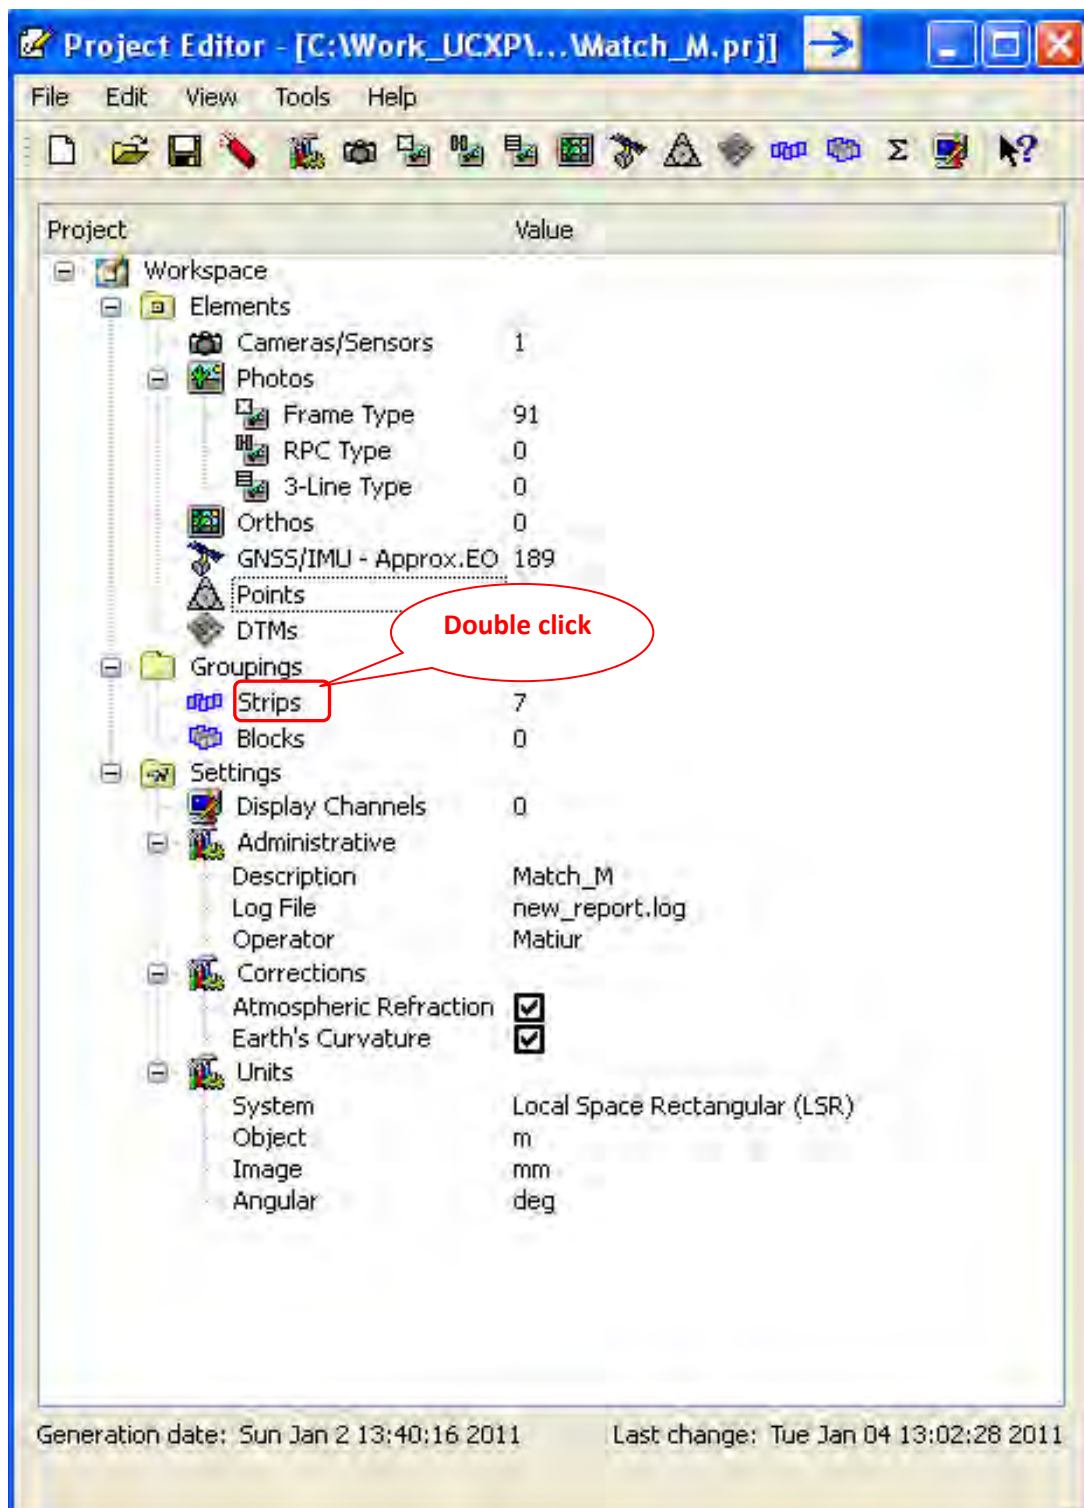 Project Editor - [C:\Work_UCXP\...\Match_M.prj]
File Edit View Tools Help
Project Value
Workspace
Elements
Cameras/Sensors 1
Photos
Frame Type 91
RPC Type 0
3-Line Type 0
Orthos 0
GNSS/IMU - Approx.EO 189
Points
Double click
DTMs
Groupings
Strips 7
Blocks 0
Settings
Display Channels 0
Administrative
Description Match_M
Log File new_report.log
Operator Matiur
Corrections
Atmospheric Refraction
Earth's Curvature
Units
System Local Space Rectangular (LSR)
Object m
Image mm
Angular deg
Generation date: Sun Jan 2 13:40:16 2011 Last change: Tue Jan 04 13:02:28 2011